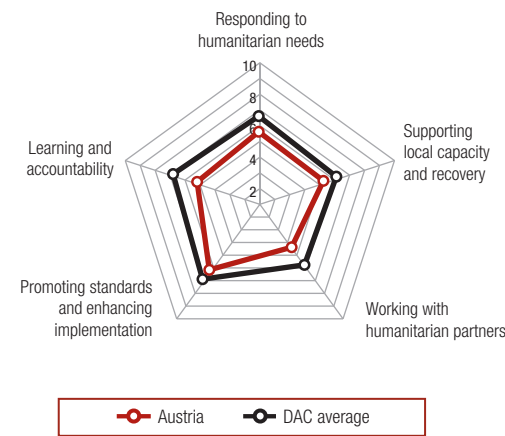 Responding to
humanitarian needs
10
8
6
4
2
Supporting
local capacity
and recovery
Learning and
accountability
Promoting standards
and enhancing
implementation
Working with
humanitarian partners
Austria
DAC average